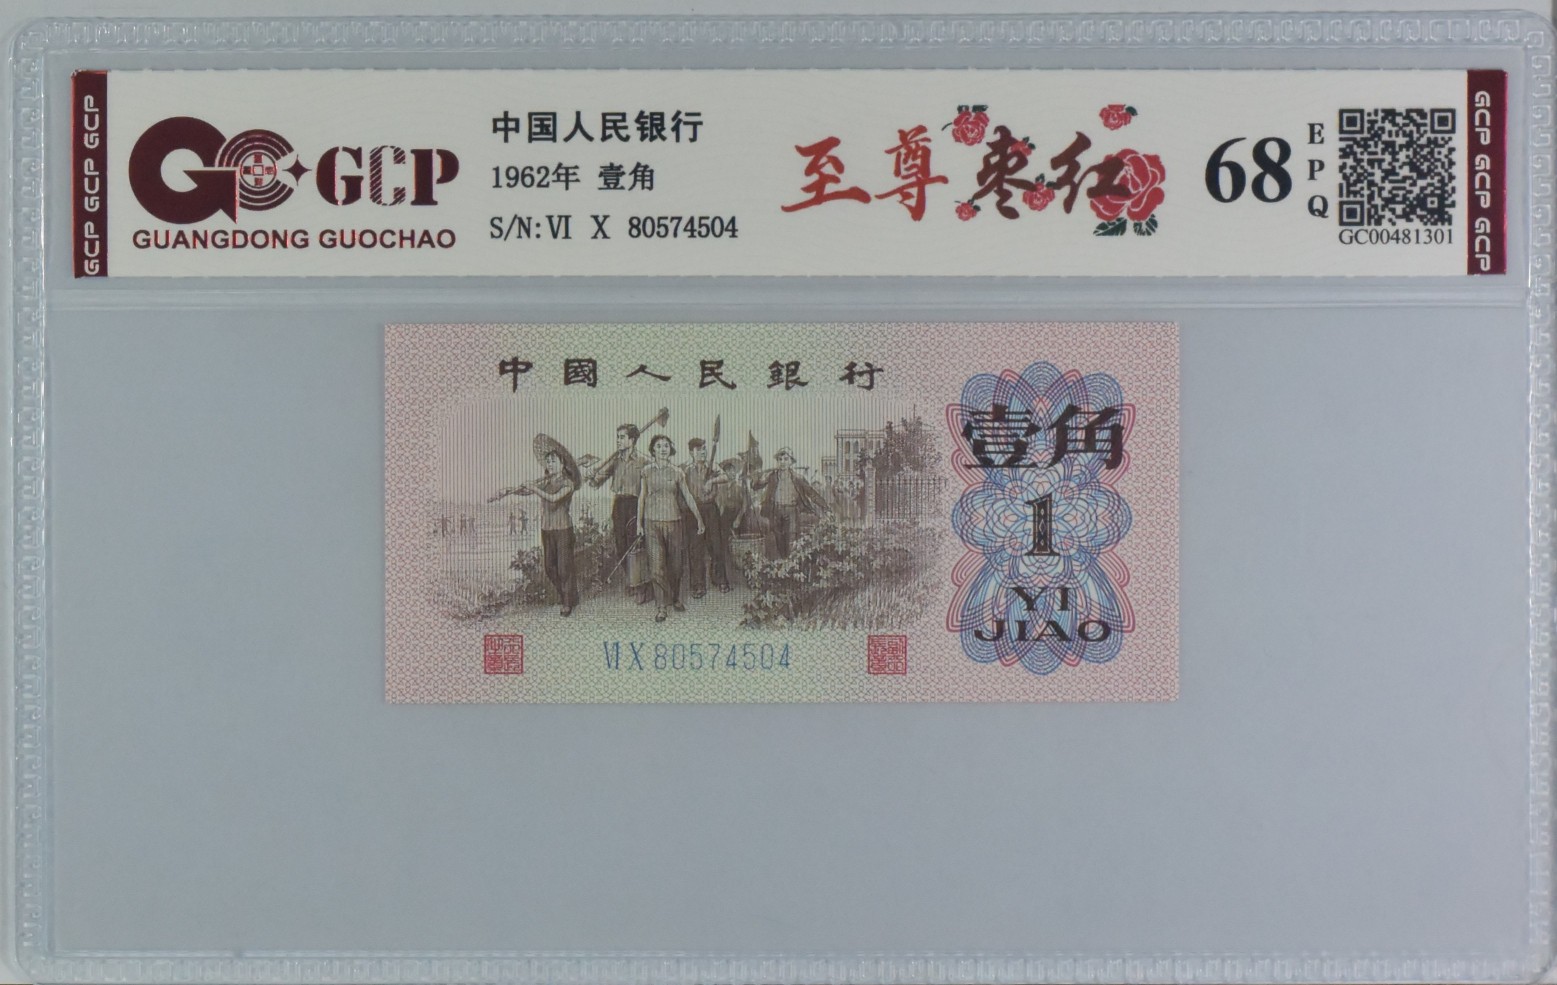 GCP GCP GCP
GCP
GUANGDONG GUOCHAO
中国人民银行
1962年 壹角
S/N: VI X 80574504
至尊枣红
68
EPQ
GC00481301
GCP GCP GCP
中國人民銀行
壹角
1
YI
JIAO
VI X 80574504